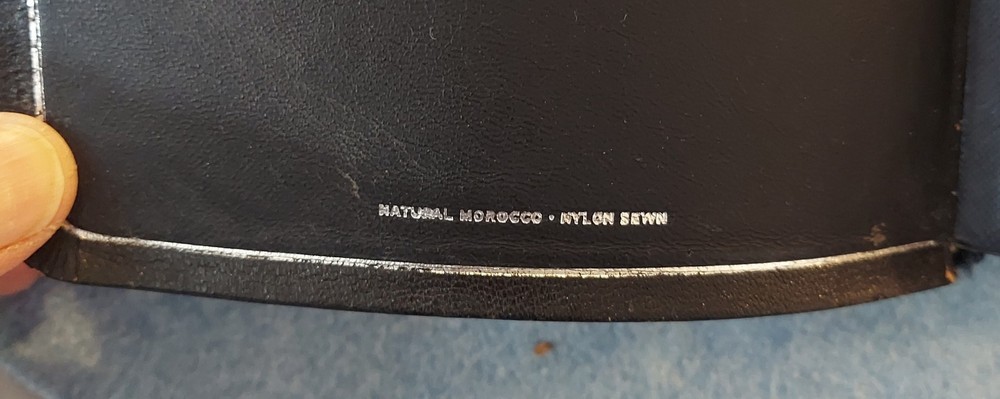 NATURAL MOROCCO · NYLON SEWN